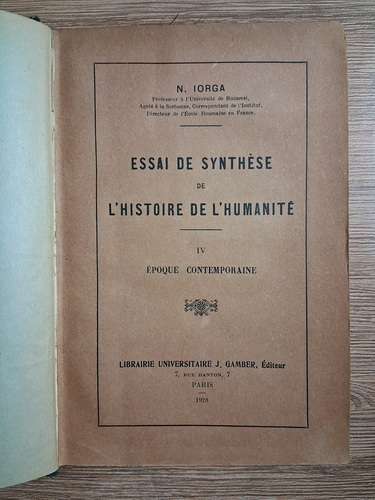 N. IORGA
Professeur à l'Université de Bucarest,
Agréé à la Sorbonne, Correspondant de l'Institut,
Directeur de l'École Roumaine en France.
ESSAI DE SYNTHÈSE
DE
L'HISTOIRE DE L'HUMANITÉ
IV
ÉPOQUE CONTEMPORAINE
LIBRAIRIE UNIVERSITAIRE J. GAMBER, Éditeur
7, RUE DANTON, 7
PARIS
1928